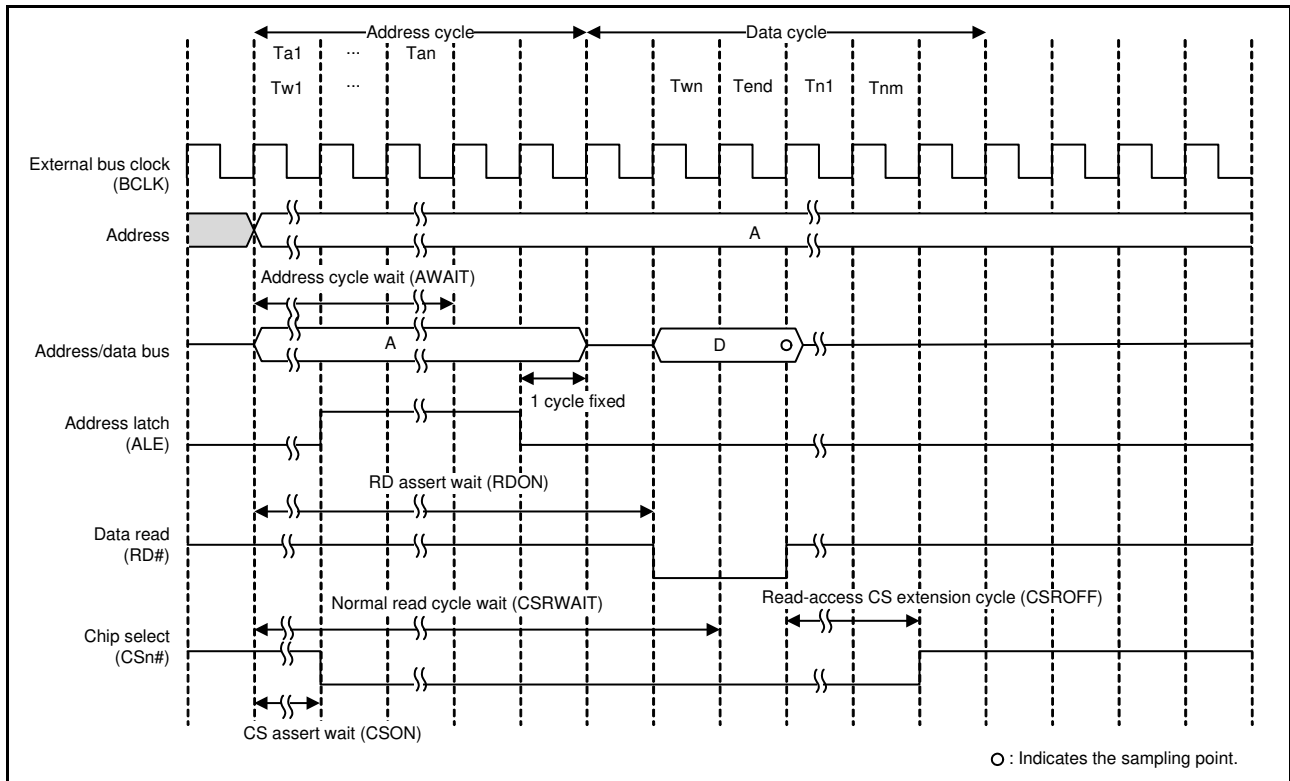 Address cycle
Data cycle
Ta1 ... Tan
Tw1 ... Twn Tend Tn1 Tnm
External bus clock
(BCLK)
Address
A
Address cycle wait (AWAIT)
Address/data bus
A
D
1 cycle fixed
Address latch
(ALE)
RD assert wait (RDON)
Data read
(RD#)
Normal read cycle wait (CSRWAIT)
Read-access CS extension cycle (CSROFF)
Chip select
(CSn#)
CS assert wait (CSON)
: Indicates the sampling point.